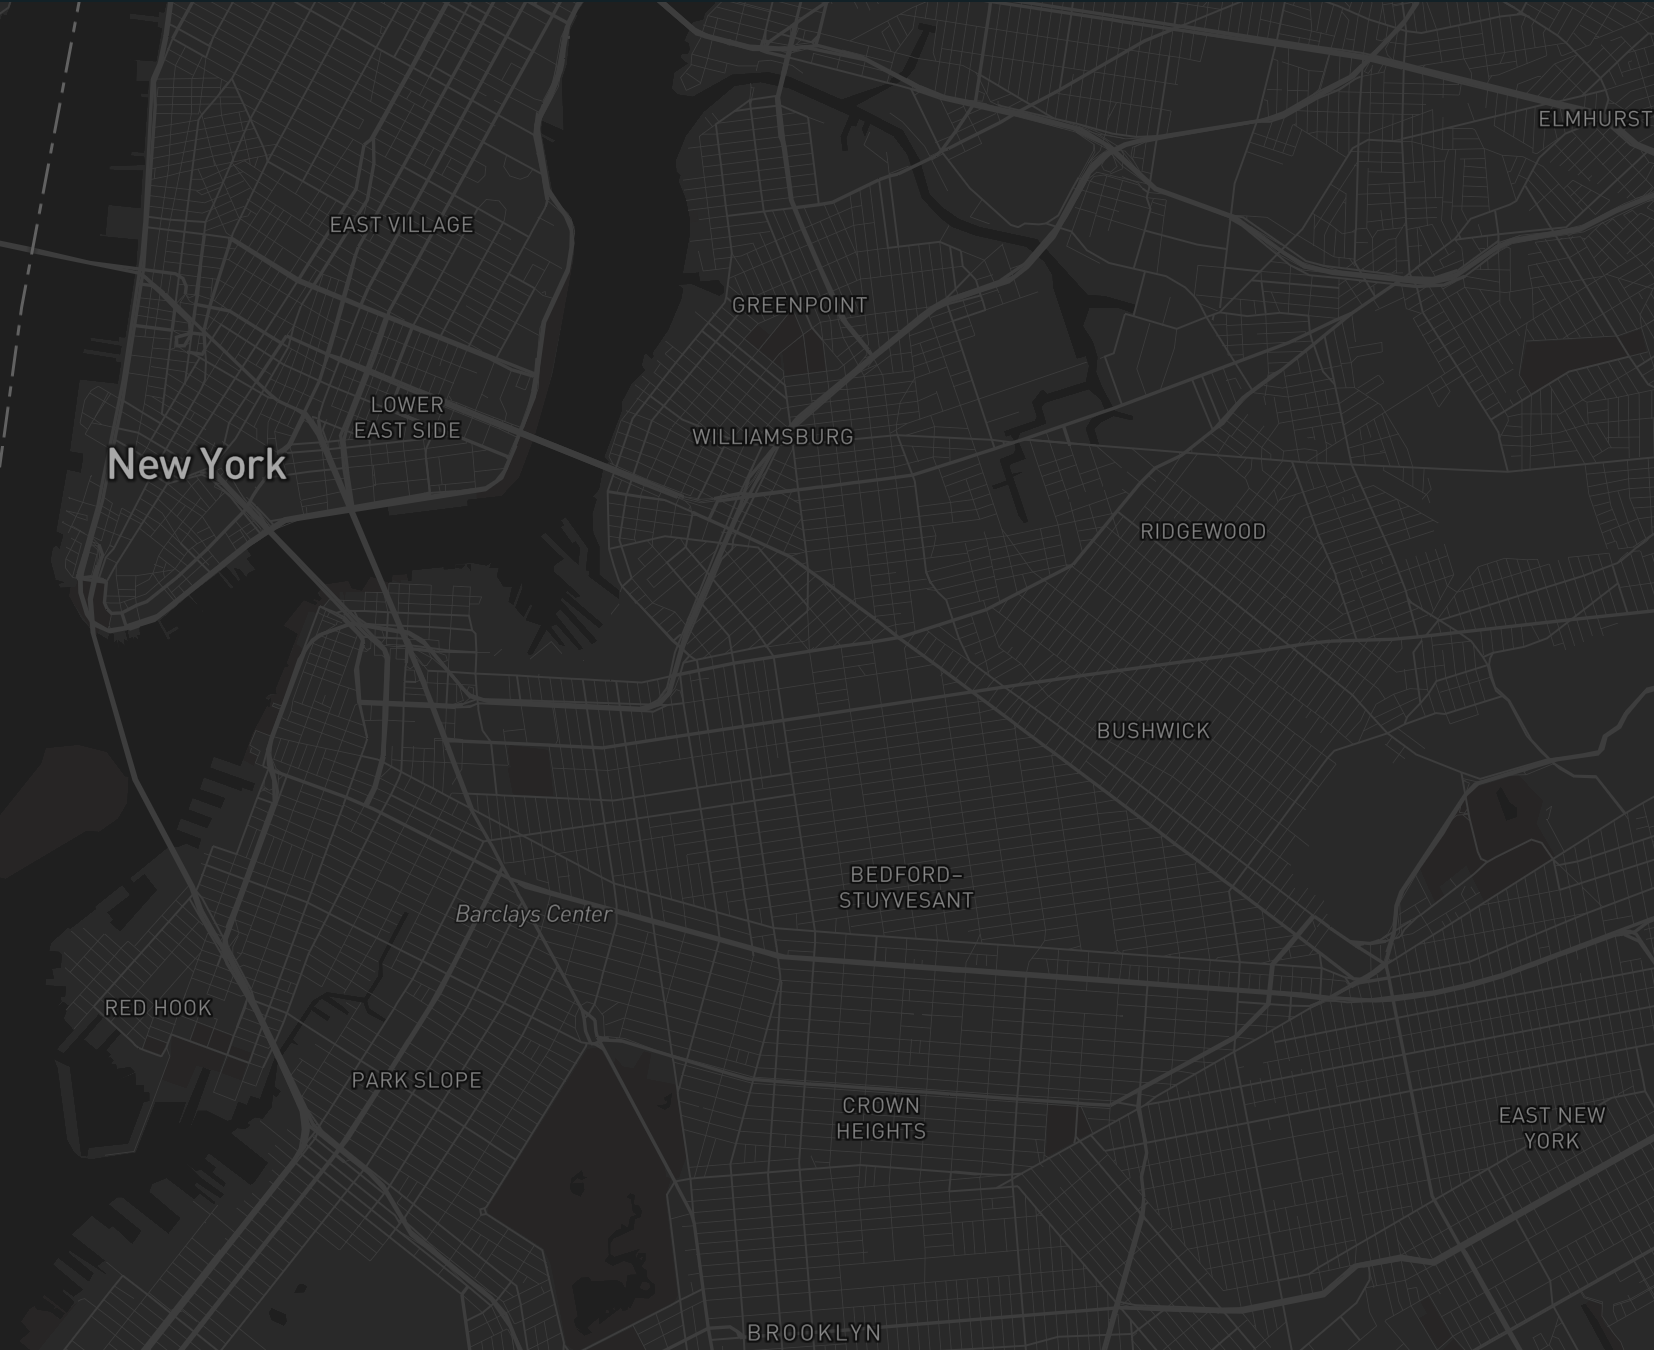 ELMHURST
EAST VILLAGE
GREENPOINT
LOWER
EAST SIDE
WILLIAMSBURG
New York
RIDGEWOOD
BUSHWICK
BEDFORD–
STUYVESANT
Barclays Center
RED HOOK
PARK SLOPE
CROWN
HEIGHTS
EAST NEW
YORK
BROOKLYN